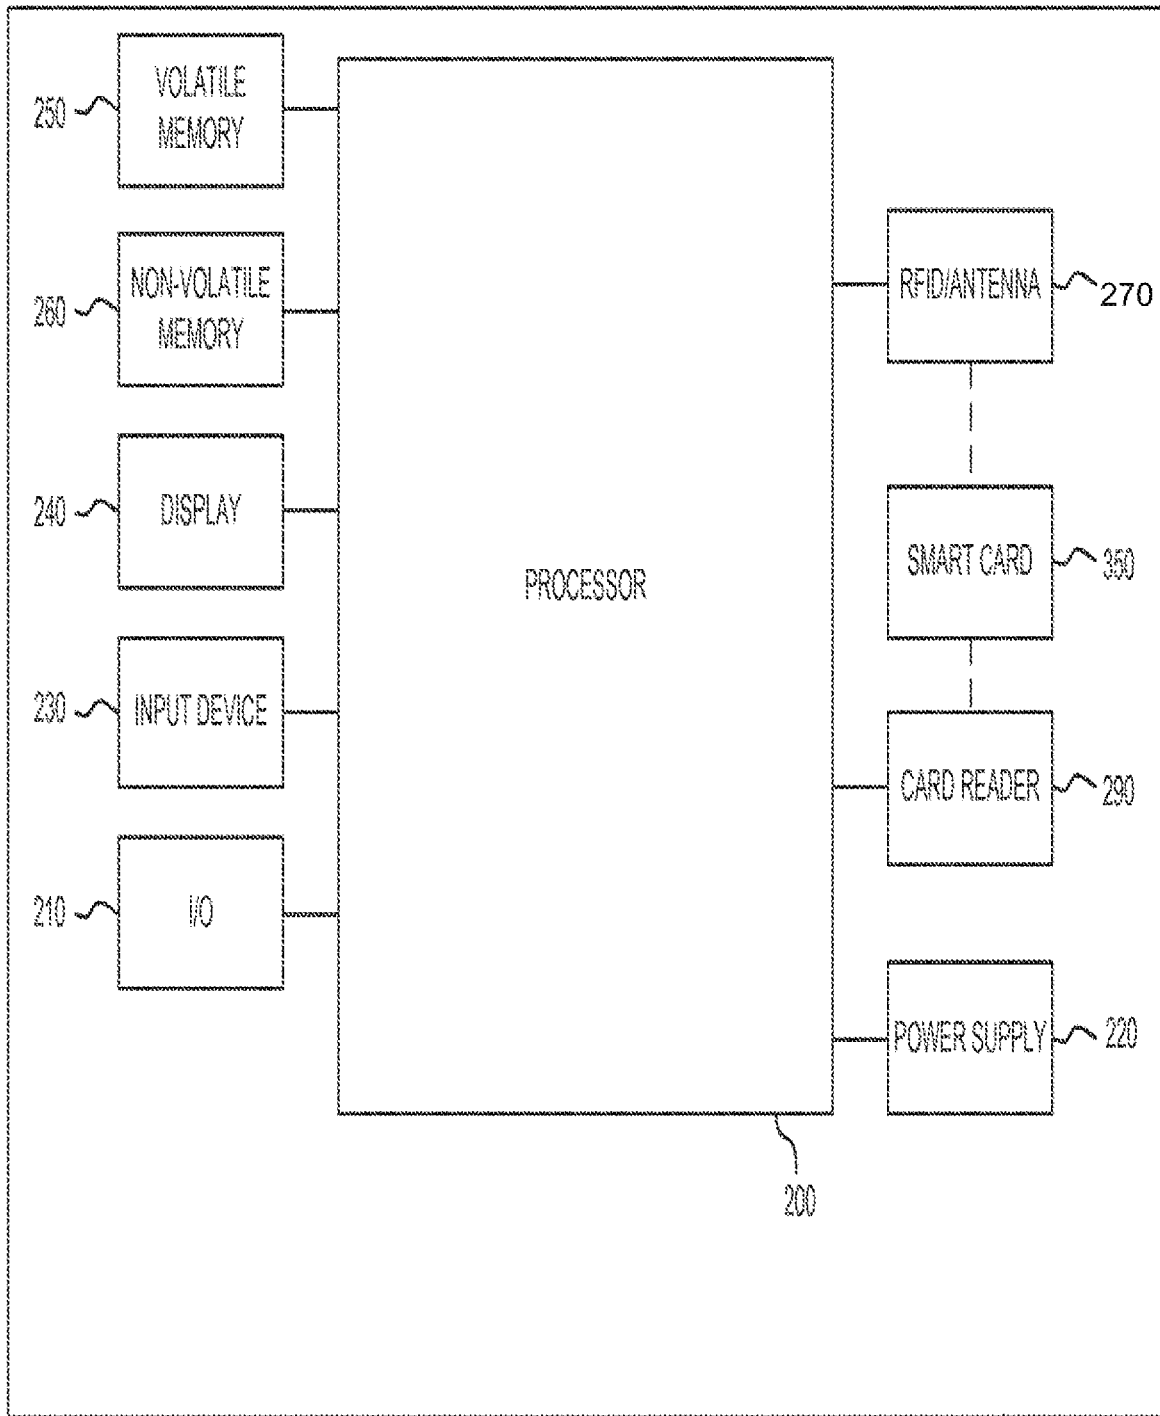 250
VOLATILE
MEMORY
260
NON-VOLATILE
MEMORY
240
DISPLAY
230
INPUT DEVICE
210
I/O
PROCESSOR
200
RFID/ANTENNA
270
SMART CARD
350
CARD READER
290
POWER SUPPLY
220